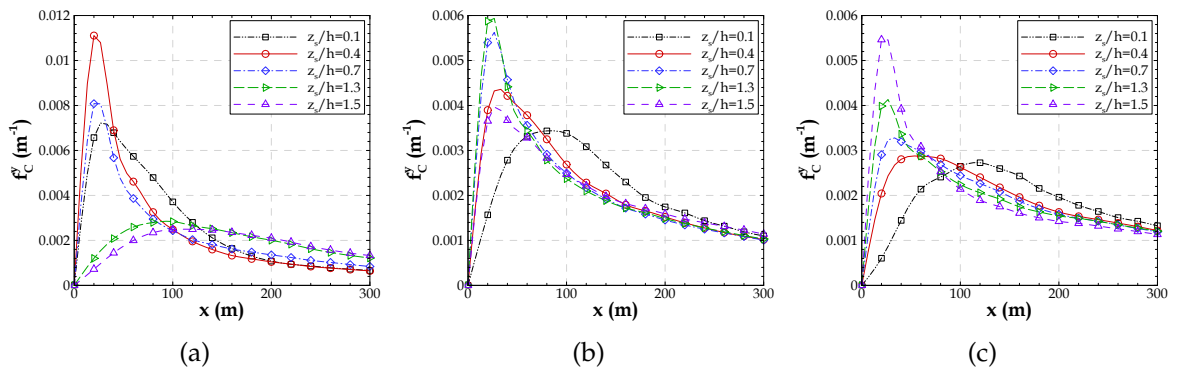 f_C^y (m⁻¹)
0.012
0.01
0.008
0.006
0.004
0.002
0
0 100 200 300
x (m)
z_s/h=0.1
z_s/h=0.4
z_s/h=0.7
z_s/h=1.3
z_s/h=1.5
(a)
f_C^y (m⁻¹)
0.006
0.005
0.004
0.003
0.002
0.001
0
0 100 200 300
x (m)
z_s/h=0.1
z_s/h=0.4
z_s/h=0.7
z_s/h=1.3
z_s/h=1.5
(b)
f_C^y (m⁻¹)
0.006
0.005
0.004
0.003
0.002
0.001
0
0 100 200 300
x (m)
z_s/h=0.1
z_s/h=0.4
z_s/h=0.7
z_s/h=1.3
z_s/h=1.5
(c)